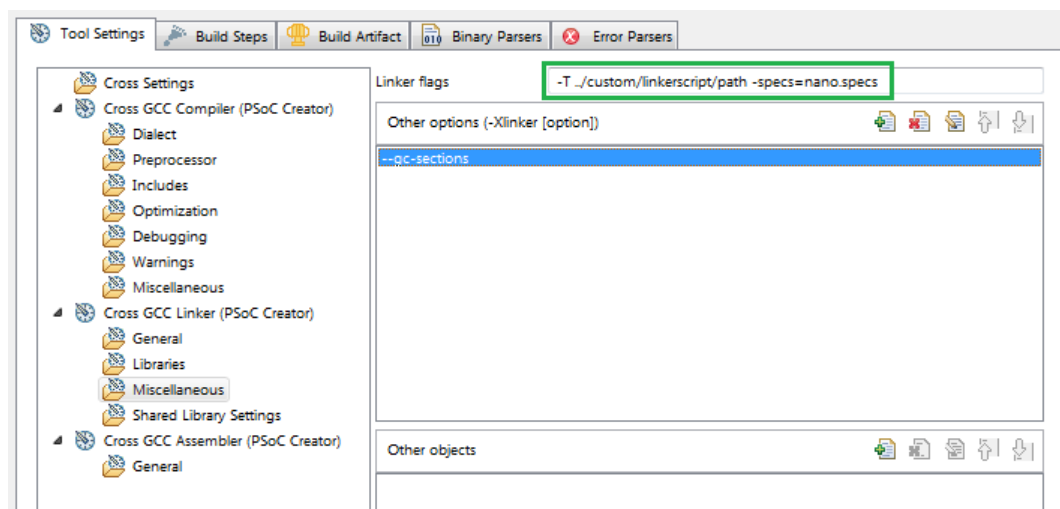 Tool Settings Build Steps Build Artifact 010 Binary Parsers Error Parsers
Cross Settings
Cross GCC Compiler (PSoC Creator)
Dialect
Preprocessor
Includes
Optimization
Debugging
Warnings
Miscellaneous
Cross GCC Linker (PSoC Creator)
General
Libraries
Miscellaneous
Shared Library Settings
Cross GCC Assembler (PSoC Creator)
General
Linker flags -T ../custom/linkerscript/path -specs=nano.specs
Other options (-Xlinker [option])
--gc-sections
Other objects